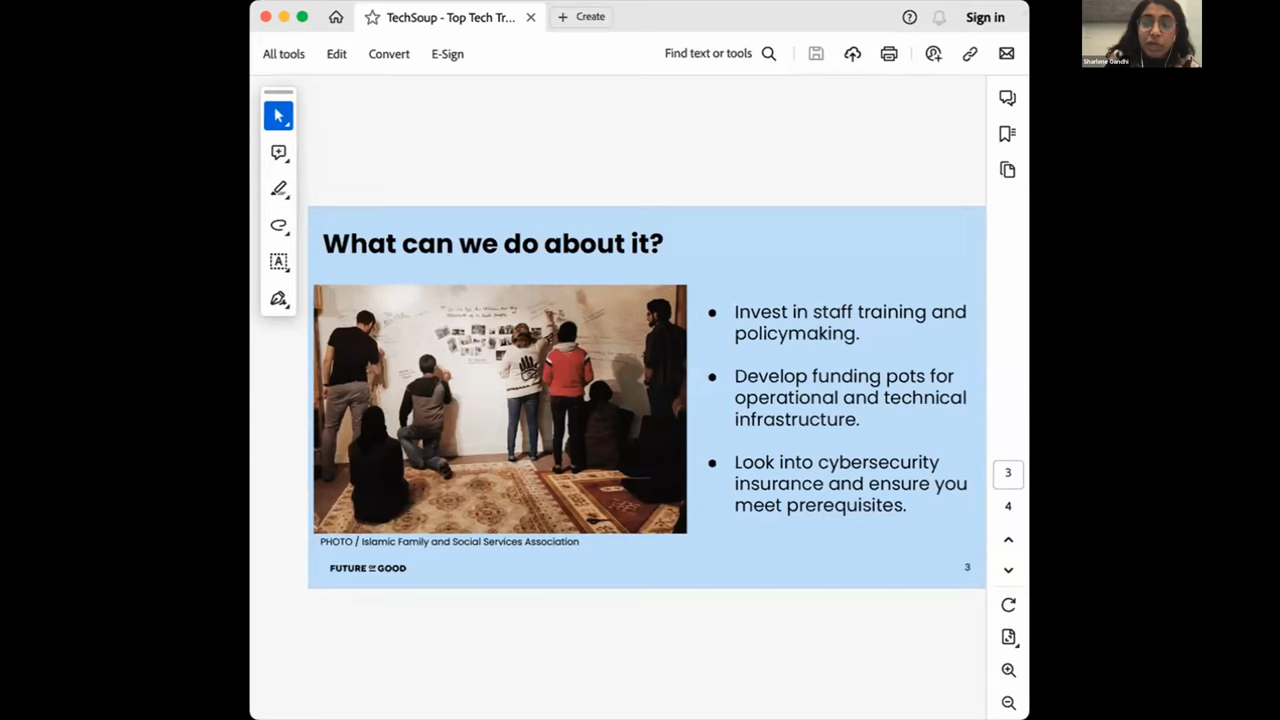 TechSoup - Top Tech Tr...
Create
Sign in
All tools
Edit
Convert
E-Sign
Find text or tools
Sharlene Gandhi
What can we do about it?
Invest in staff training and
policymaking.
Develop funding pots for
operational and technical
infrastructure.
Look into cybersecurity
insurance and ensure you
meet prerequisites.
PHOTO / Islamic Family and Social Services Association
FUTURE OF GOOD
3
3
4